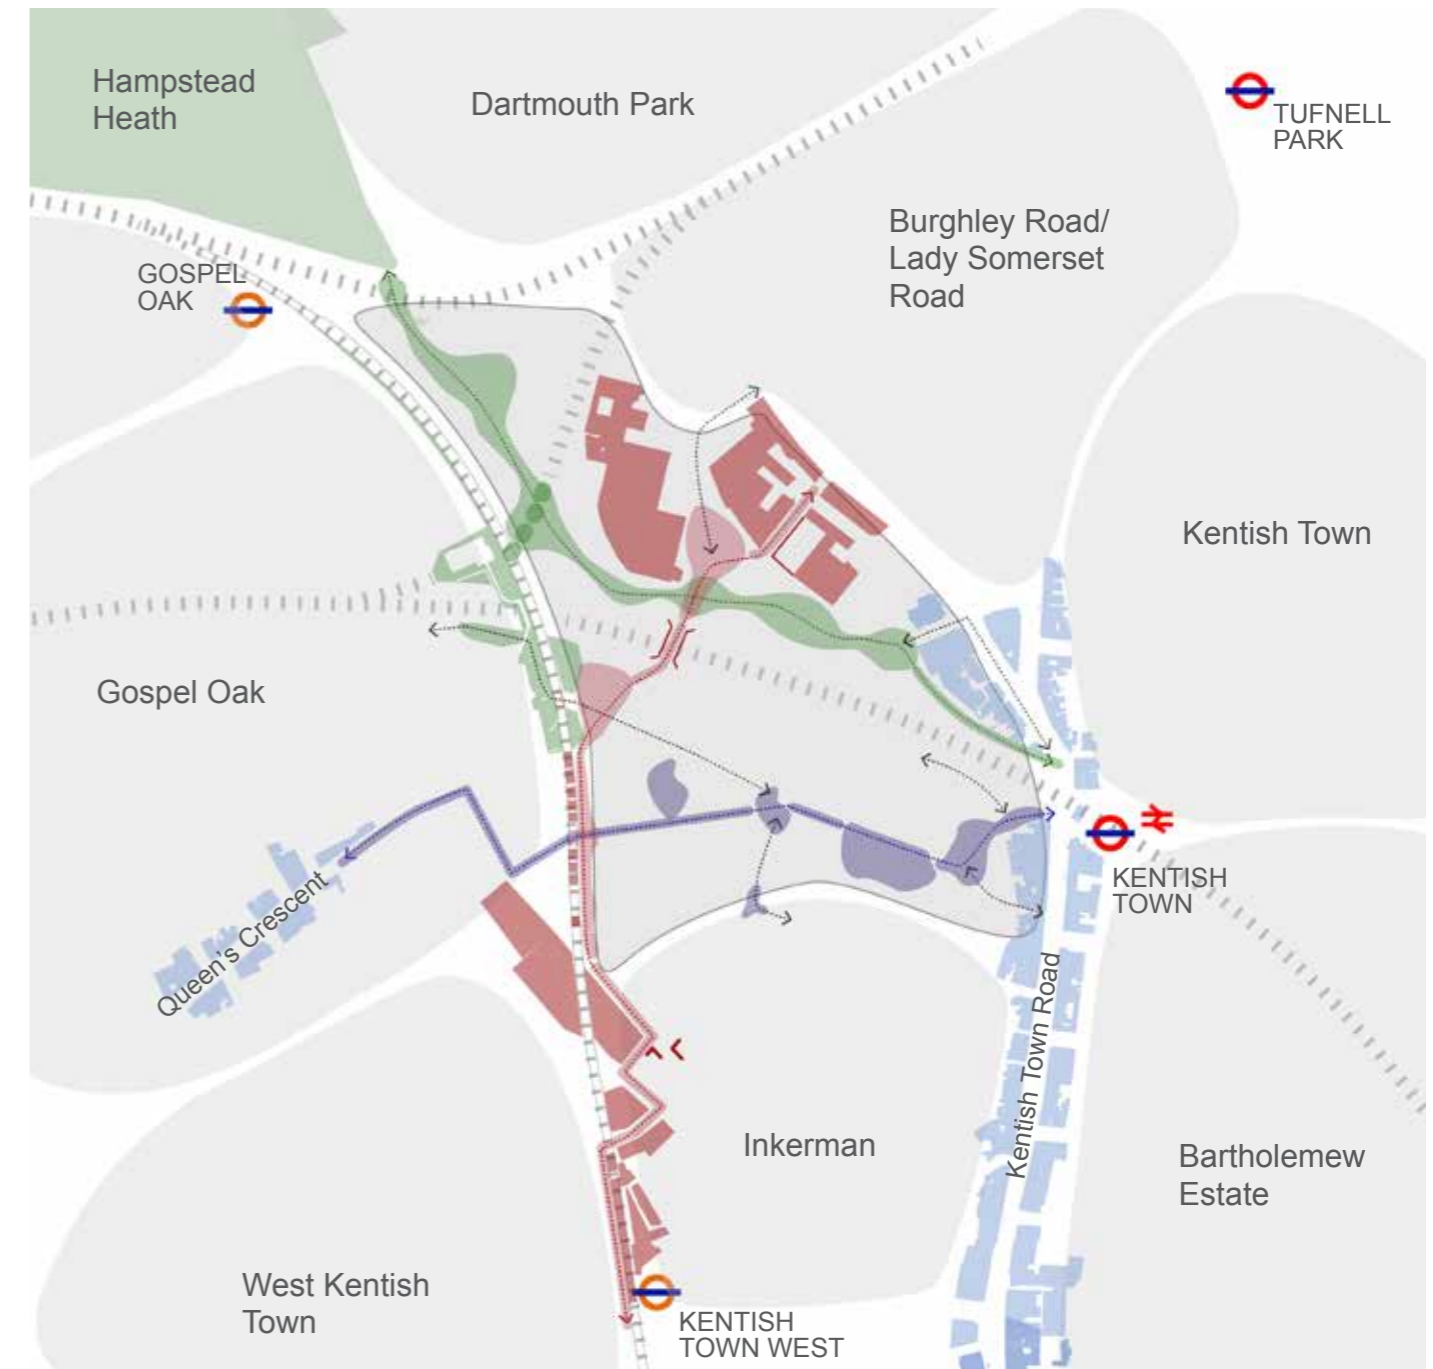 Hampstead
Heath
Dartmouth Park
TUFNELL
PARK
Burghley Road/
Lady Somerset
Road
GOSPEL
OAK
Kentish Town
Gospel Oak
Queen's Crescent
KENTISH
TOWN
Kentish Town Road
Inkerman
Bartholemew
Estate
West Kentish
Town
KENTISH
TOWN WEST